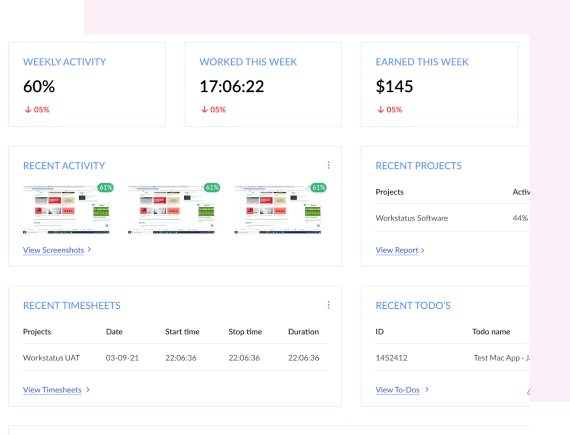 WEEKLY ACTIVITY
60%
↓ 05%
WORKED THIS WEEK
17:06:22
↓ 05%
EARNED THIS WEEK
$145
↓ 05%
RECENT ACTIVITY
61% 61% 61%
View Screenshots >
RECENT PROJECTS
Projects Activ
Workstatus Software 44%
View Report >
RECENT TIMESHEETS
Projects Date Start time Stop time Duration
Workstatus UAT 03-09-21 22:06:36 22:06:36 22:06:36
View Timesheets >
RECENT TODO'S
ID Todo name
1452412 Test Mac App -
View To-Dos >